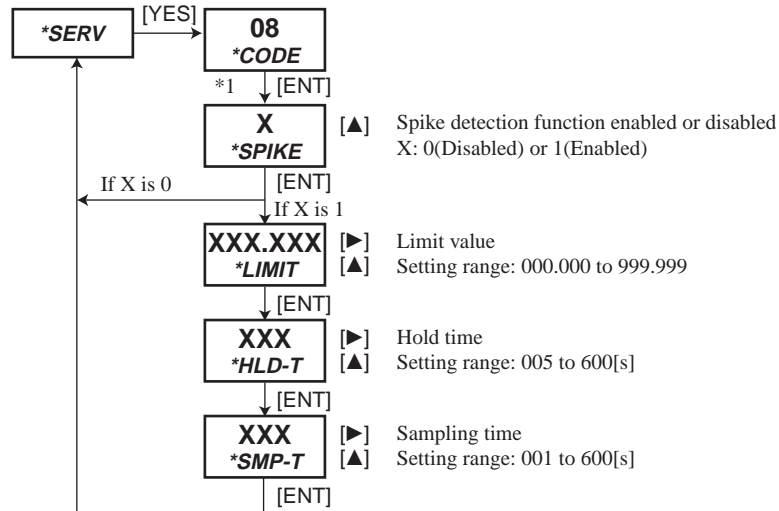 *SERV
[YES]
08
*CODE
*1 [ENT]
X
*SPIKE
[▲] Spike detection function enabled or disabled
X: 0(Disabled) or 1(Enabled)
[ENT]
If X is 0
If X is 1
XXX.XXX
*LIMIT
[►] Limit value
[▲] Setting range: 000.000 to 999.999
[ENT]
XXX
*HLD-T
[►] Hold time
[▲] Setting range: 005 to 600[s]
[ENT]
XXX
*SMP-T
[►] Sampling time
[▲] Setting range: 001 to 600[s]
[ENT]